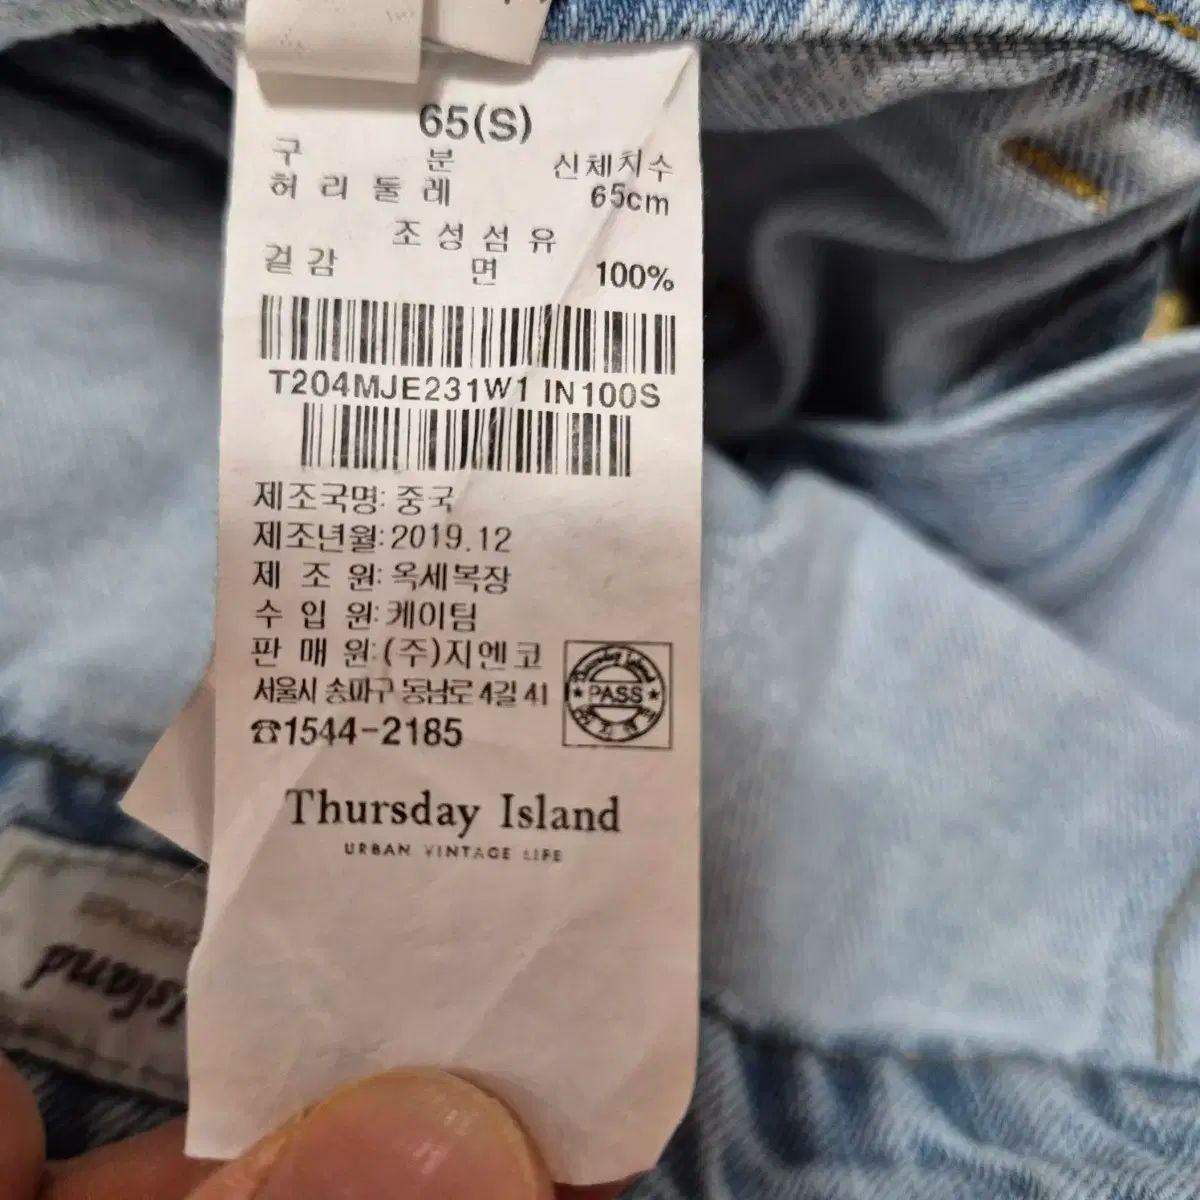 65(S)
구 분 신체치수
허 리 둘 레 65cm
조 성 섬 유
겉 감 면 100%
T204MJE231W1 IN100S
제조국명: 중국
제조년월: 2019.12
제 조 원: 옥세복장
수 입 원: 케이팀
판 매 원: (주)지엔코
서울시 송파구 동남로 4길 41
☎1544-2185
Thursday Island
PASS
Thursday Island
URBAN VINTAGE LIFE
Island